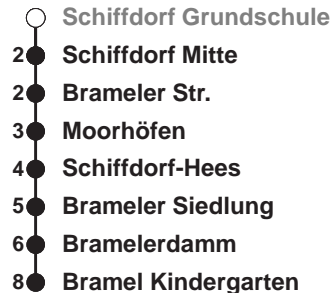 Schiffdorf Grundschule
2 Schiffdorf Mitte
2 Brameler Str.
3 Moorhöfen
4 Schiffdorf-Hees
5 Brameler Siedlung
6 Bramelerdamm
8 Bramel Kindergarten